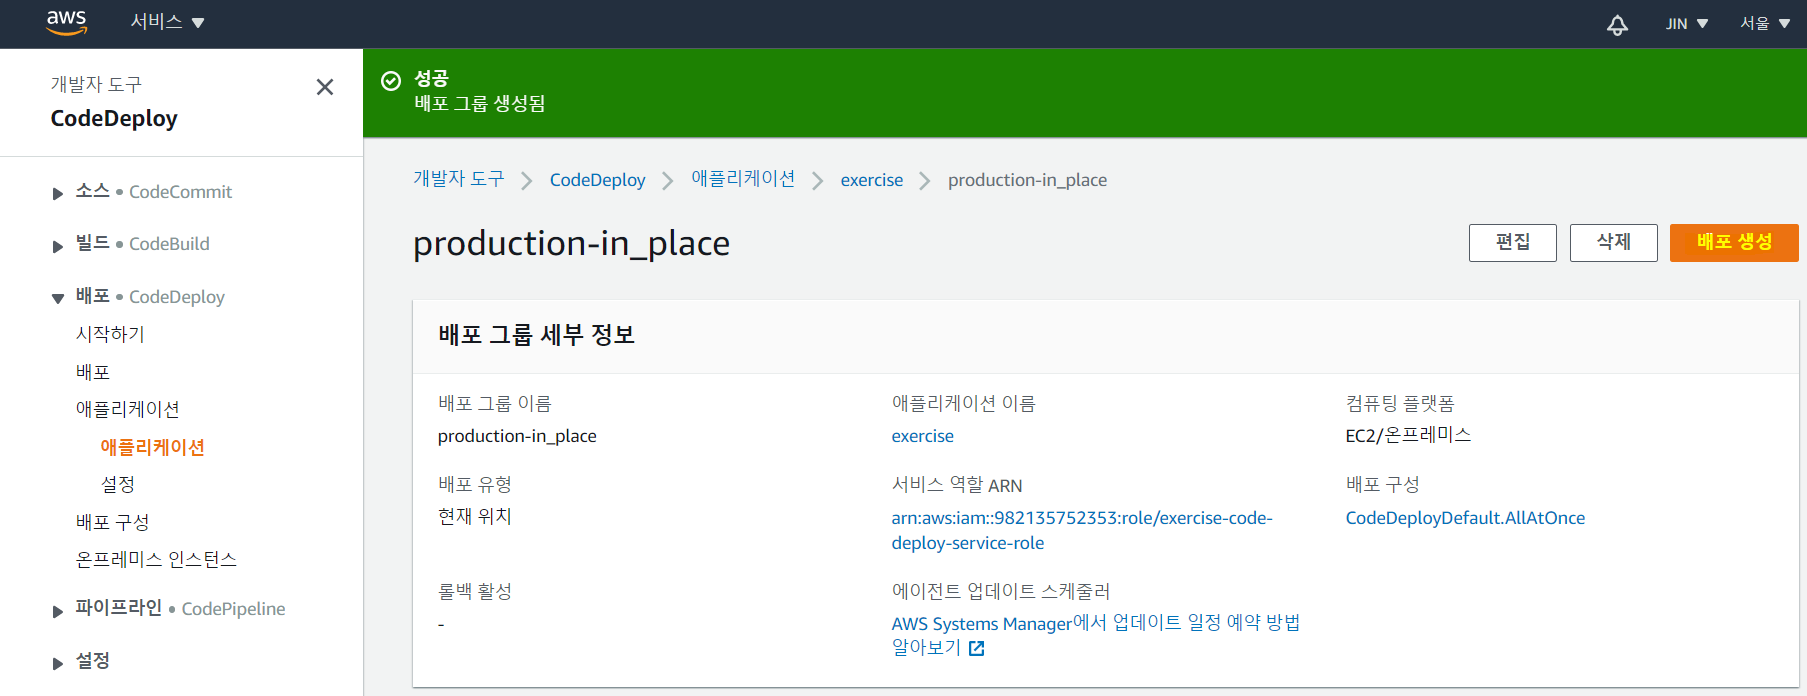 aws
서비스
JIN
서울
개발자 도구
CodeDeploy
소스 • CodeCommit
빌드 • CodeBuild
배포 • CodeDeploy
시작하기
배포
애플리케이션
애플리케이션
설정
배포 구성
온프레미스 인스턴스
파이프라인 • CodePipeline
설정
성공
배포 그룹 생성됨
개발자 도구 > CodeDeploy > 애플리케이션 > exercise > production-in_place
production-in_place
편집
삭제
배포 생성
배포 그룹 세부 정보
배포 그룹 이름
production-in_place
애플리케이션 이름
exercise
컴퓨팅 플랫폼
EC2/온프레미스
배포 유형
현재 위치
서비스 역할 ARN
arn:aws:iam::982135752353:role/exercise-code-
deploy-service-role
배포 구성
CodeDeployDefault.AllAtOnce
롤백 활성
-
에이전트 업데이트 스케줄러
AWS Systems Manager에서 업데이트 일정 예약 방법
알아보기